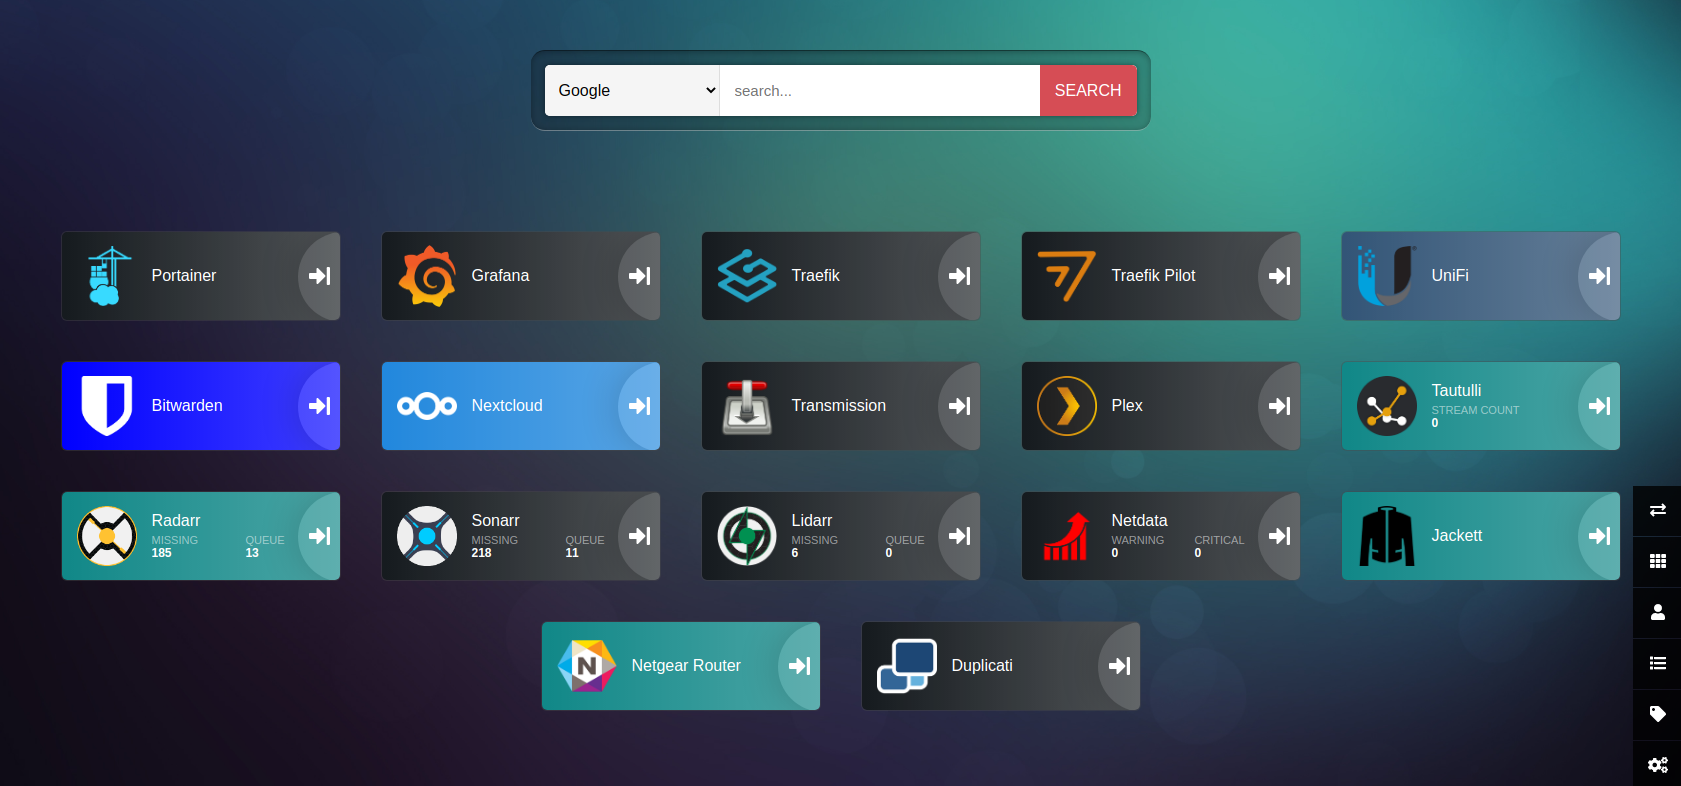 Google
search...
SEARCH
Portainer
Grafana
Traefik
Traefik Pilot
UniFi
Bitwarden
Nextcloud
Transmission
Plex
Tautulli
STREAM COUNT
0
Radarr
MISSING QUEUE
185 13
Sonarr
MISSING QUEUE
218 11
Lidarr
MISSING QUEUE
6 0
Netdata
WARNING CRITICAL
0 0
Jackett
N
Netgear Router
Duplicati